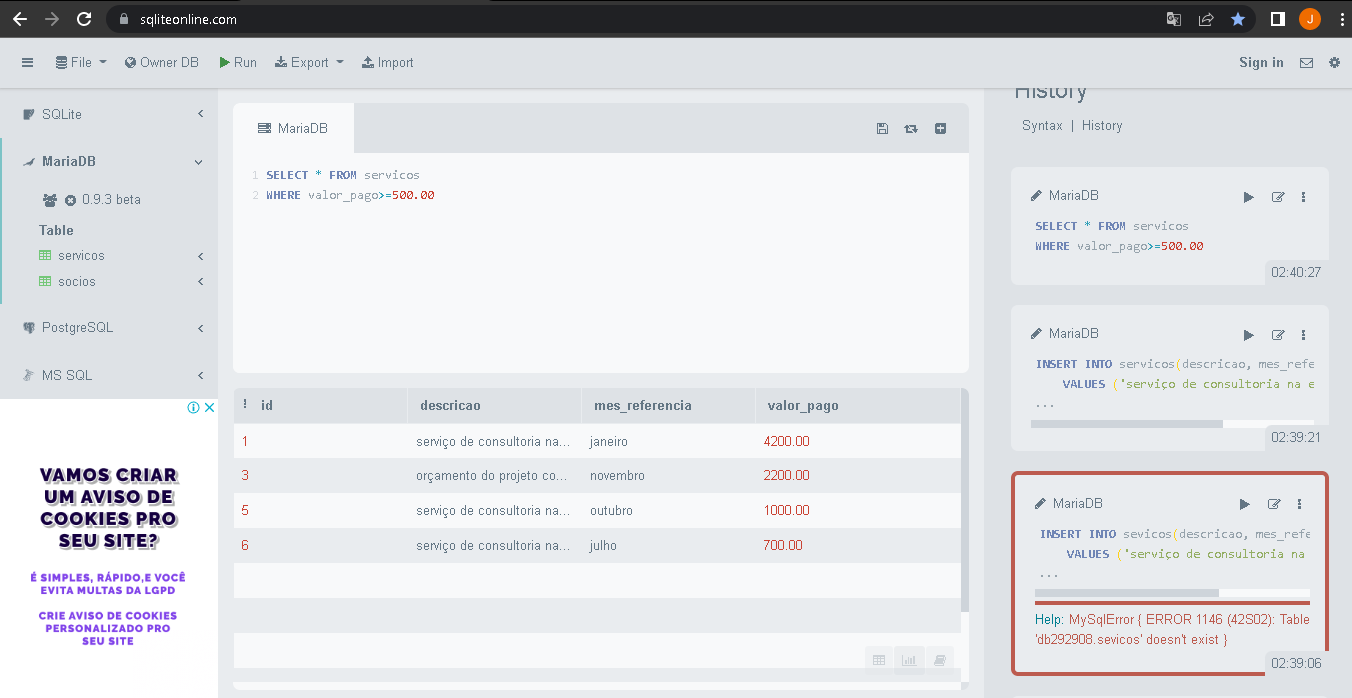 sqliteonline.com
J
File
Owner DB
Run
Export
Import
Sign in
SQLite
MariaDB
0.9.3 beta
Table
servicos
socios
PostgreSQL
MS SQL
VAMOS CRIAR
UM AVISO DE
COOKIES PRO
SEU SITE?
É SIMPLES, RÁPIDO,E VOCÊ
EVITA MULTAS DA LGPD
CRIE AVISO DE COOKIES
PERSONALIZADO PRO
SEU SITE
MariaDB
1 SELECT * FROM servicos
2 WHERE valor_pago>=500.00
id descricao mes_referencia valor_pago
1 serviço de consultoria na... janeiro 4200.00
3 orçamento do projeto co... novembro 2200.00
5 serviço de consultoria na... outubro 1000.00
6 serviço de consultoria na... julho 700.00
History
Syntax | History
MariaDB
SELECT * FROM servicos
WHERE valor_pago>=500.00
02:40:27
MariaDB
INSERT INTO servicos(descricao, mes_refe
VALUES ('serviço de consultoria na e
...
02:39:21
MariaDB
INSERT INTO sevicos(descricao, mes_refe
VALUES ('serviço de consultoria na
...
Help: MySqlError { ERROR 1146 (42S02): Table
'db292908.sevicos' doesn't exist }
02:39:06